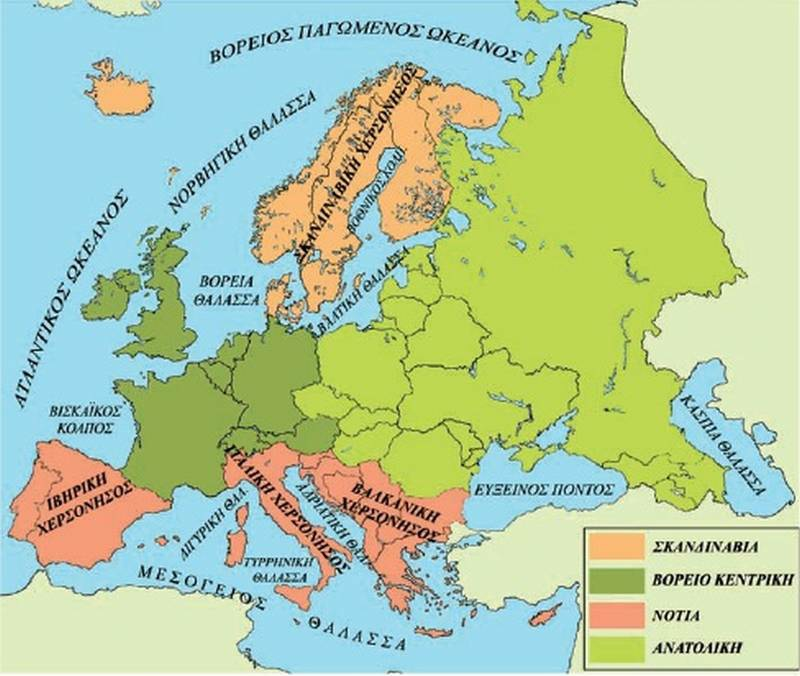 ΒΟΡΕΙΟΣ ΠΑΓΩΜΕΝΟΣ ΩΚΕΑΝΟΣ
ΝΟΡΒΗΓΙΚΗ ΘΑΛΑΣΣΑ
ΣΚΑΝΔΙΝΑΒΙΚΗ ΧΕΡΣΟΝΗΣΟΣ
ΒΟΘΝΙΚΟΣ ΚΟΛΠ
ΑΤΛΑΝΤΙΚΟΣ ΩΚΕΑΝΟΣ
ΒΟΡΕΙΑ
ΘΑΛΑΣΣΑ
ΒΑΛΤΙΚΗ ΘΑΛΑΣΣΑ
ΒΙΣΚΑΪΚΟΣ
ΚΟΛΠΟΣ
ΚΑΣΠΙΑ ΘΑΛΑΣΣΑ
ΙΒΗΡΙΚΗ
ΧΕΡΣΟΝΗΣΟΣ
ΙΤΑΛΙΚΗ ΧΕΡΣΟΝΗΣΟΣ
ΑΔΡΙΑΤΙΚΗ ΘΑΛ
ΒΑΛΚΑΝΙΚΗ
ΧΕΡΣΟΝΗΣΟΣ
ΕΥΞΕΙΝΟΣ ΠΟΝΤΟΣ
ΛΙΓΥΡΙΚΗ ΘΑΛ.
ΤΥΡΡΗΝΙΚΗ
ΘΑΛΑΣΣΑ
ΜΕΣΟΓΕΙΟΣ ΘΑΛΑΣΣΑ
ΣΚΑΝΔΙΝΑΒΙΑ
ΒΟΡΕΙΟ ΚΕΝΤΡΙΚΗ
ΝΟΤΙΑ
ΑΝΑΤΟΛΙΚΗ